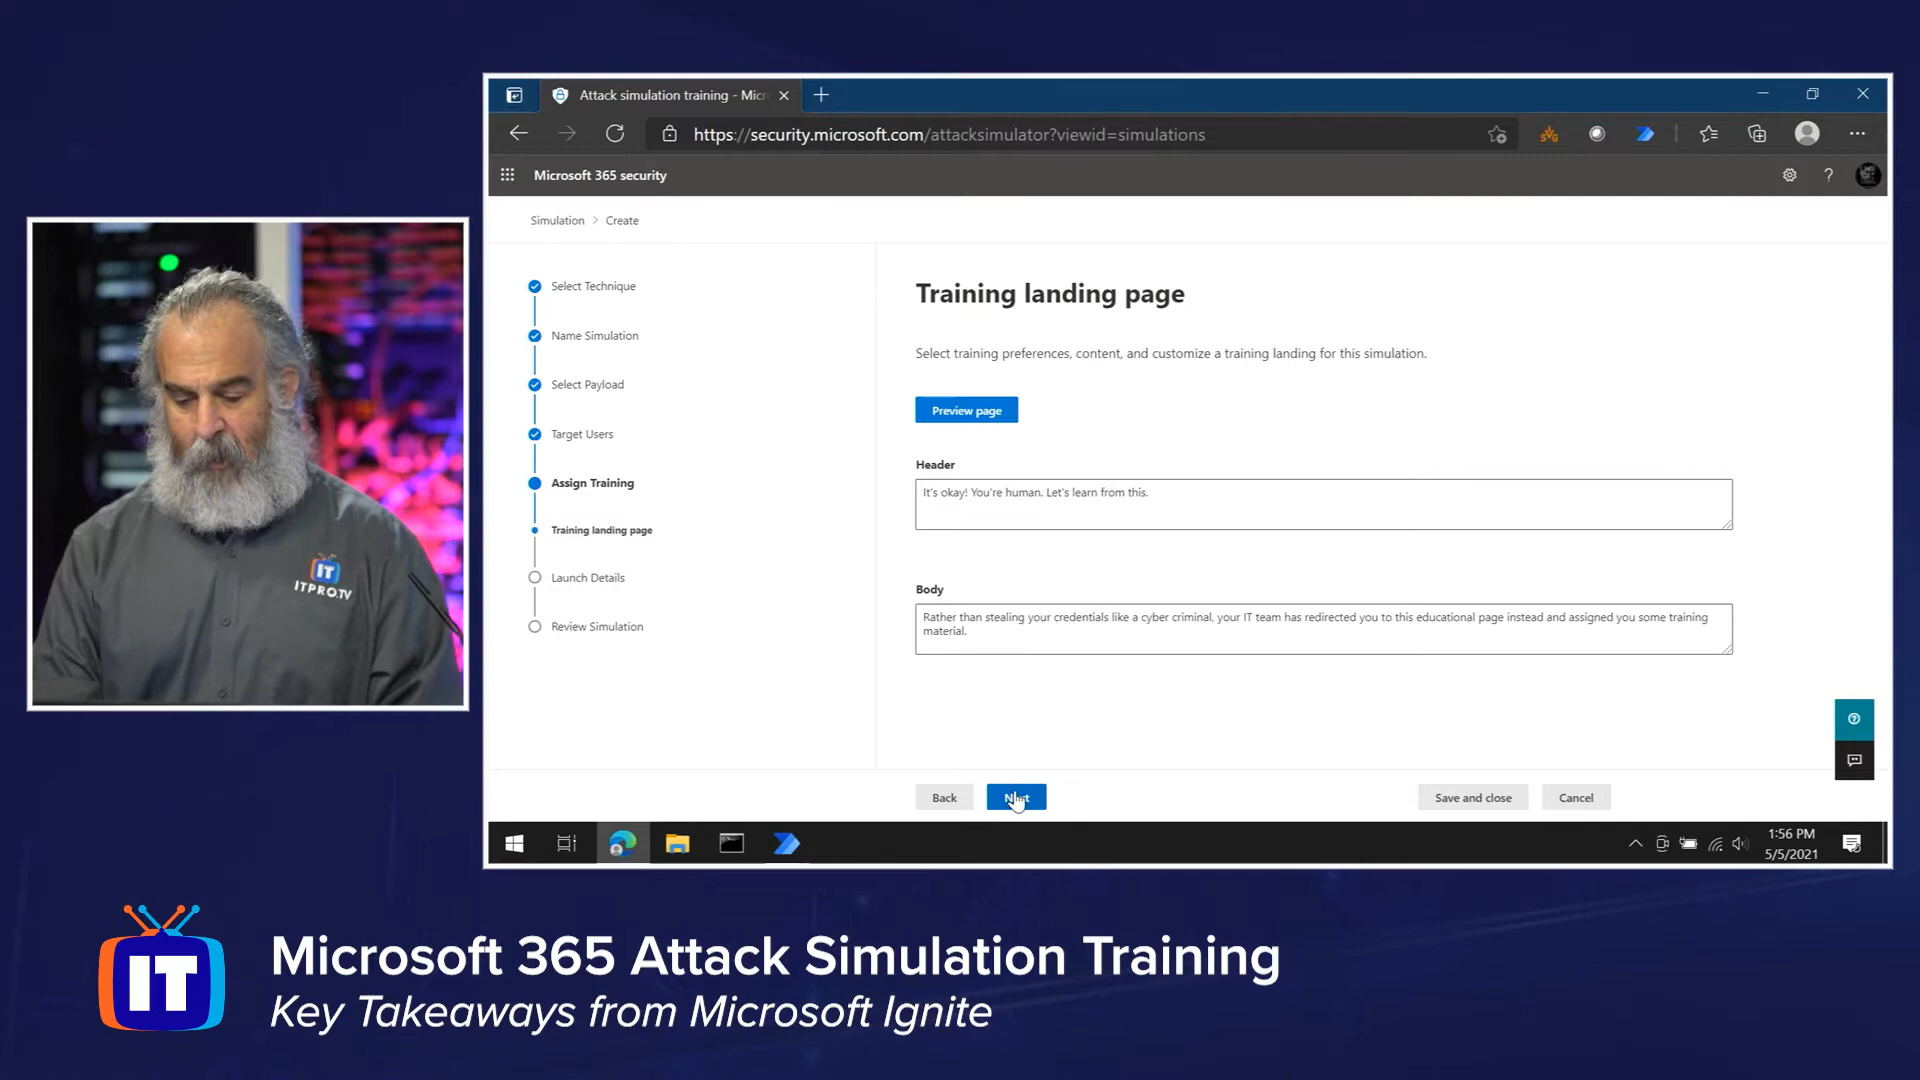 Attack simulation training - Micr
https://security.microsoft.com/attacksimulator?viewid=simulations
Microsoft 365 security
Simulation > Create
Select Technique
Name Simulation
Select Payload
Target Users
Assign Training
Training landing page
Launch Details
Review Simulation
Training landing page
Select training preferences, content, and customize a training landing for this simulation.
Preview page
Header
It's okay! You're human. Let's learn from this.
Body
Rather than stealing your credentials like a cyber criminal, your IT team has redirected you to this educational page instead and assigned you some training
material.
Back
Next
Save and close
Cancel
1:56 PM
5/5/2021
IT
ITPRO.TV
IT
Microsoft 365 Attack Simulation Training
Key Takeaways from Microsoft Ignite